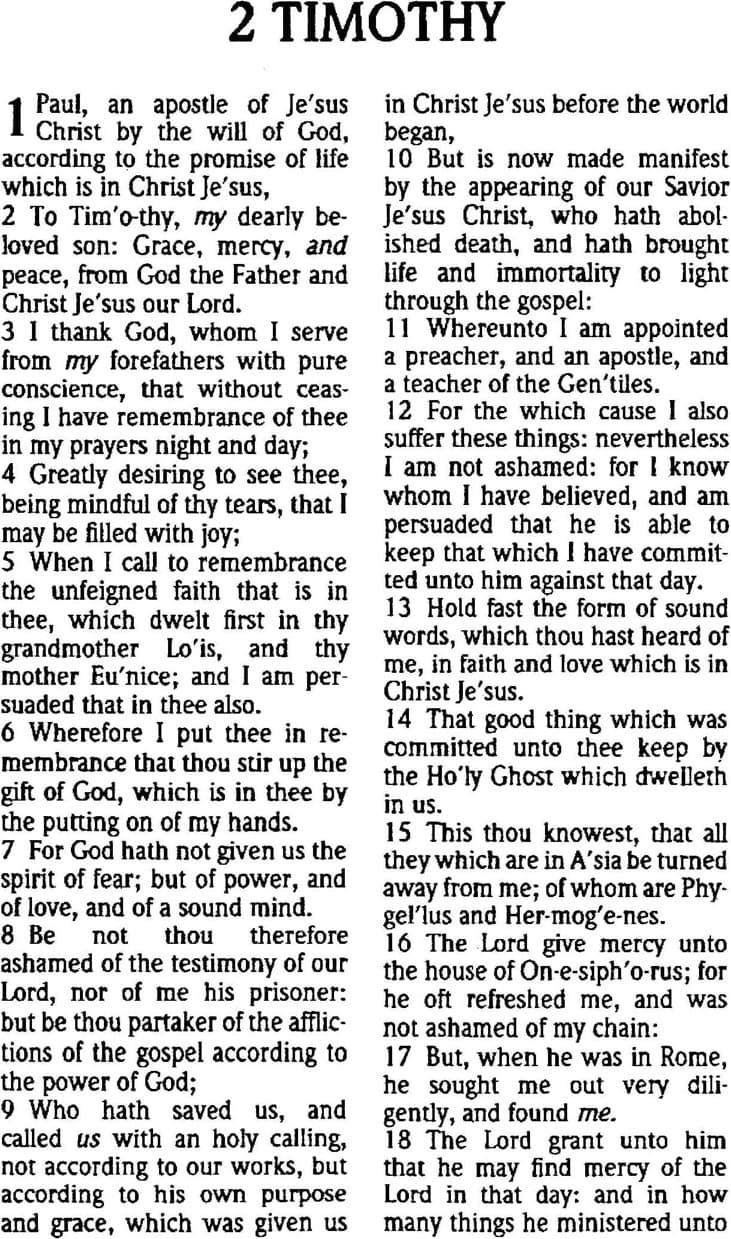 2 TIMOTHY
1 Paul, an apostle of Je'sus
Christ by the will of God,
according to the promise of life
which is in Christ Je'sus,
2 To Tim'o-thy, my dearly be-
loved son: Grace, mercy, and
peace, from God the Father and
Christ Je'sus our Lord.
3 I thank God, whom I serve
from my forefathers with pure
conscience, that without ceas-
ing I have remembrance of thee
in my prayers night and day;
4 Greatly desiring to see thee,
being mindful of thy tears, that I
may be filled with joy;
5 When I call to remembrance
the unfeigned faith that is in
thee, which dwelt first in thy
grandmother Lo'is, and thy
mother Eu'nice; and I am per-
suaded that in thee also.
6 Wherefore I put thee in re-
membrance that thou stir up the
gift of God, which is in thee by
the putting on of my hands.
7 For God hath not given us the
spirit of fear; but of power, and
of love, and of a sound mind.
8 Be not thou therefore
ashamed of the testimony of our
Lord, nor of me his prisoner:
but be thou partaker of the afflic-
tions of the gospel according to
the power of God;
9 Who hath saved us, and
called us with an holy calling,
not according to our works, but
according to his own purpose
and grace, which was given us
in Christ Je'sus before the world
began,
10 But is now made manifest
by the appearing of our Savior
Je'sus Christ, who hath abol-
ished death, and hath brought
life and immortality to light
through the gospel:
11 Whereunto I am appointed
a preacher, and an apostle, and
a teacher of the Gen'tiles.
12 For the which cause I also
suffer these things: nevertheless
I am not ashamed: for I know
whom I have believed, and am
persuaded that he is able to
keep that which I have commit-
ted unto him against that day.
13 Hold fast the form of sound
words, which thou hast heard of
me, in faith and love which is in
Christ Je'sus.
14 That good thing which was
committed unto thee keep by
the Ho'ly Ghost which dwelleth
in us.
15 This thou knowest, that all
they which are in A'sia be turned
away from me; of whom are Phy-
gel'lus and Her-mog'e-nes.
16 The Lord give mercy unto
the house of On-e-siph'o-rus; for
he oft refreshed me, and was
not ashamed of my chain:
17 But, when he was in Rome,
he sought me out very dili-
gently, and found me.
18 The Lord grant unto him
that he may find mercy of the
Lord in that day: and in how
many things he ministered unto